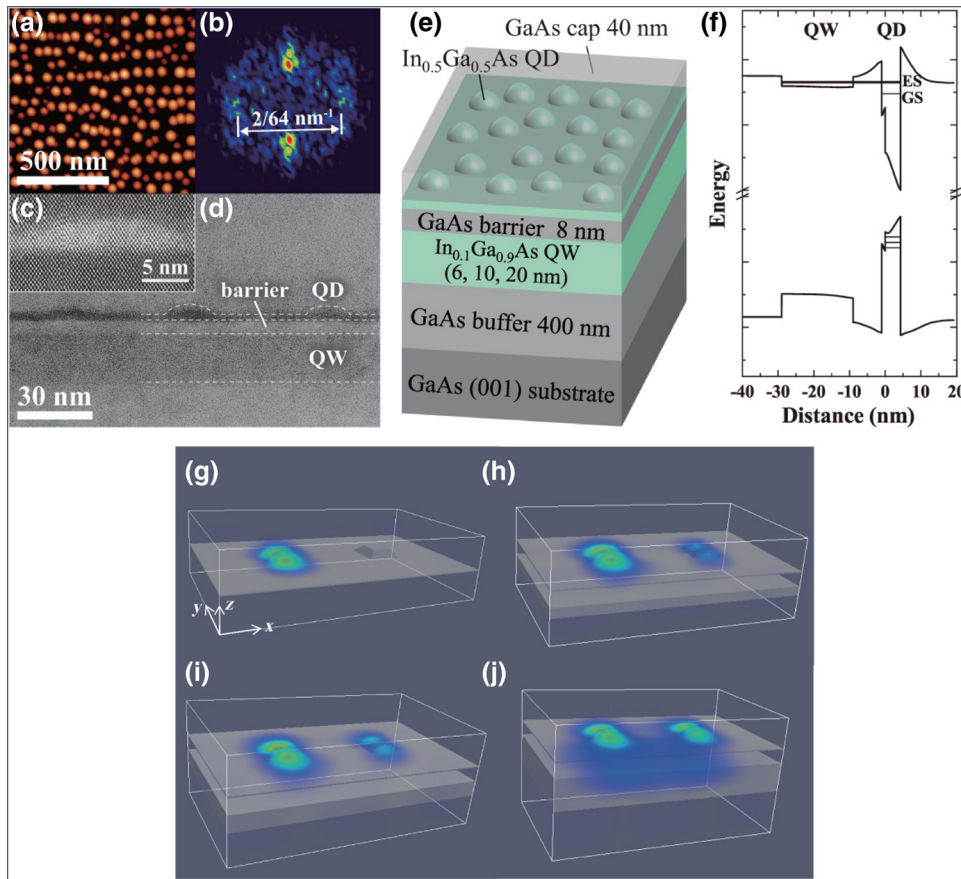 (a)
500 nm
(b)
2/64 nm⁻¹
(c)
5 nm
(d)
barrier
QD
QW
30 nm
(e)
GaAs cap 40 nm
In₀.₅Ga₀.₅As QD
GaAs barrier 8 nm
In₀.₁Ga₀.₉As QW
(6, 10, 20 nm)
GaAs buffer 400 nm
GaAs (001) substrate
(f)
QW QD
ES
GS
Energy
-40 -30 -20 -10 0 10 20
Distance (nm)
(g)
y z x
(h)
(i)
(j)